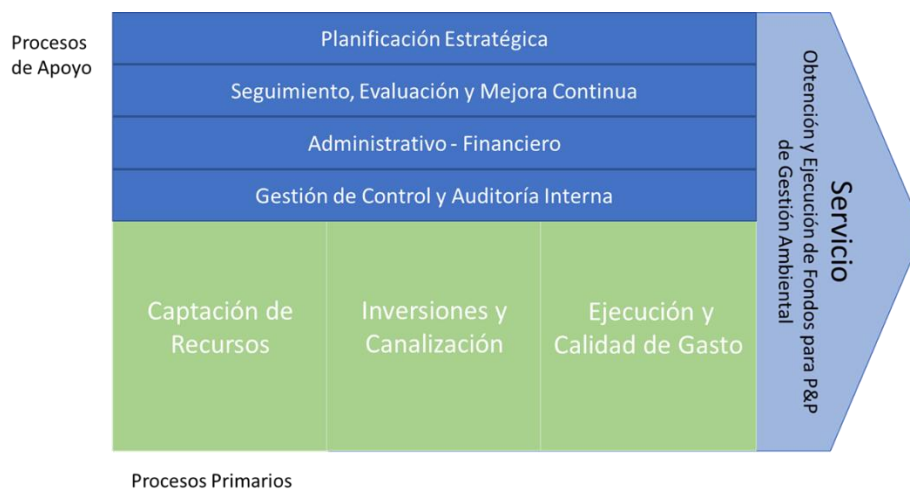 Procesos
de Apoyo
Planificación Estratégica
Seguimiento, Evaluación y Mejora Continua
Administrativo - Financiero
Gestión de Control y Auditoría Interna
Captación de
Recursos
Inversiones y
Canalización
Ejecución y
Calidad de Gasto
Servicio
Obtención y Ejecución de Fondos para P&P
de Gestión Ambiental
Procesos Primarios